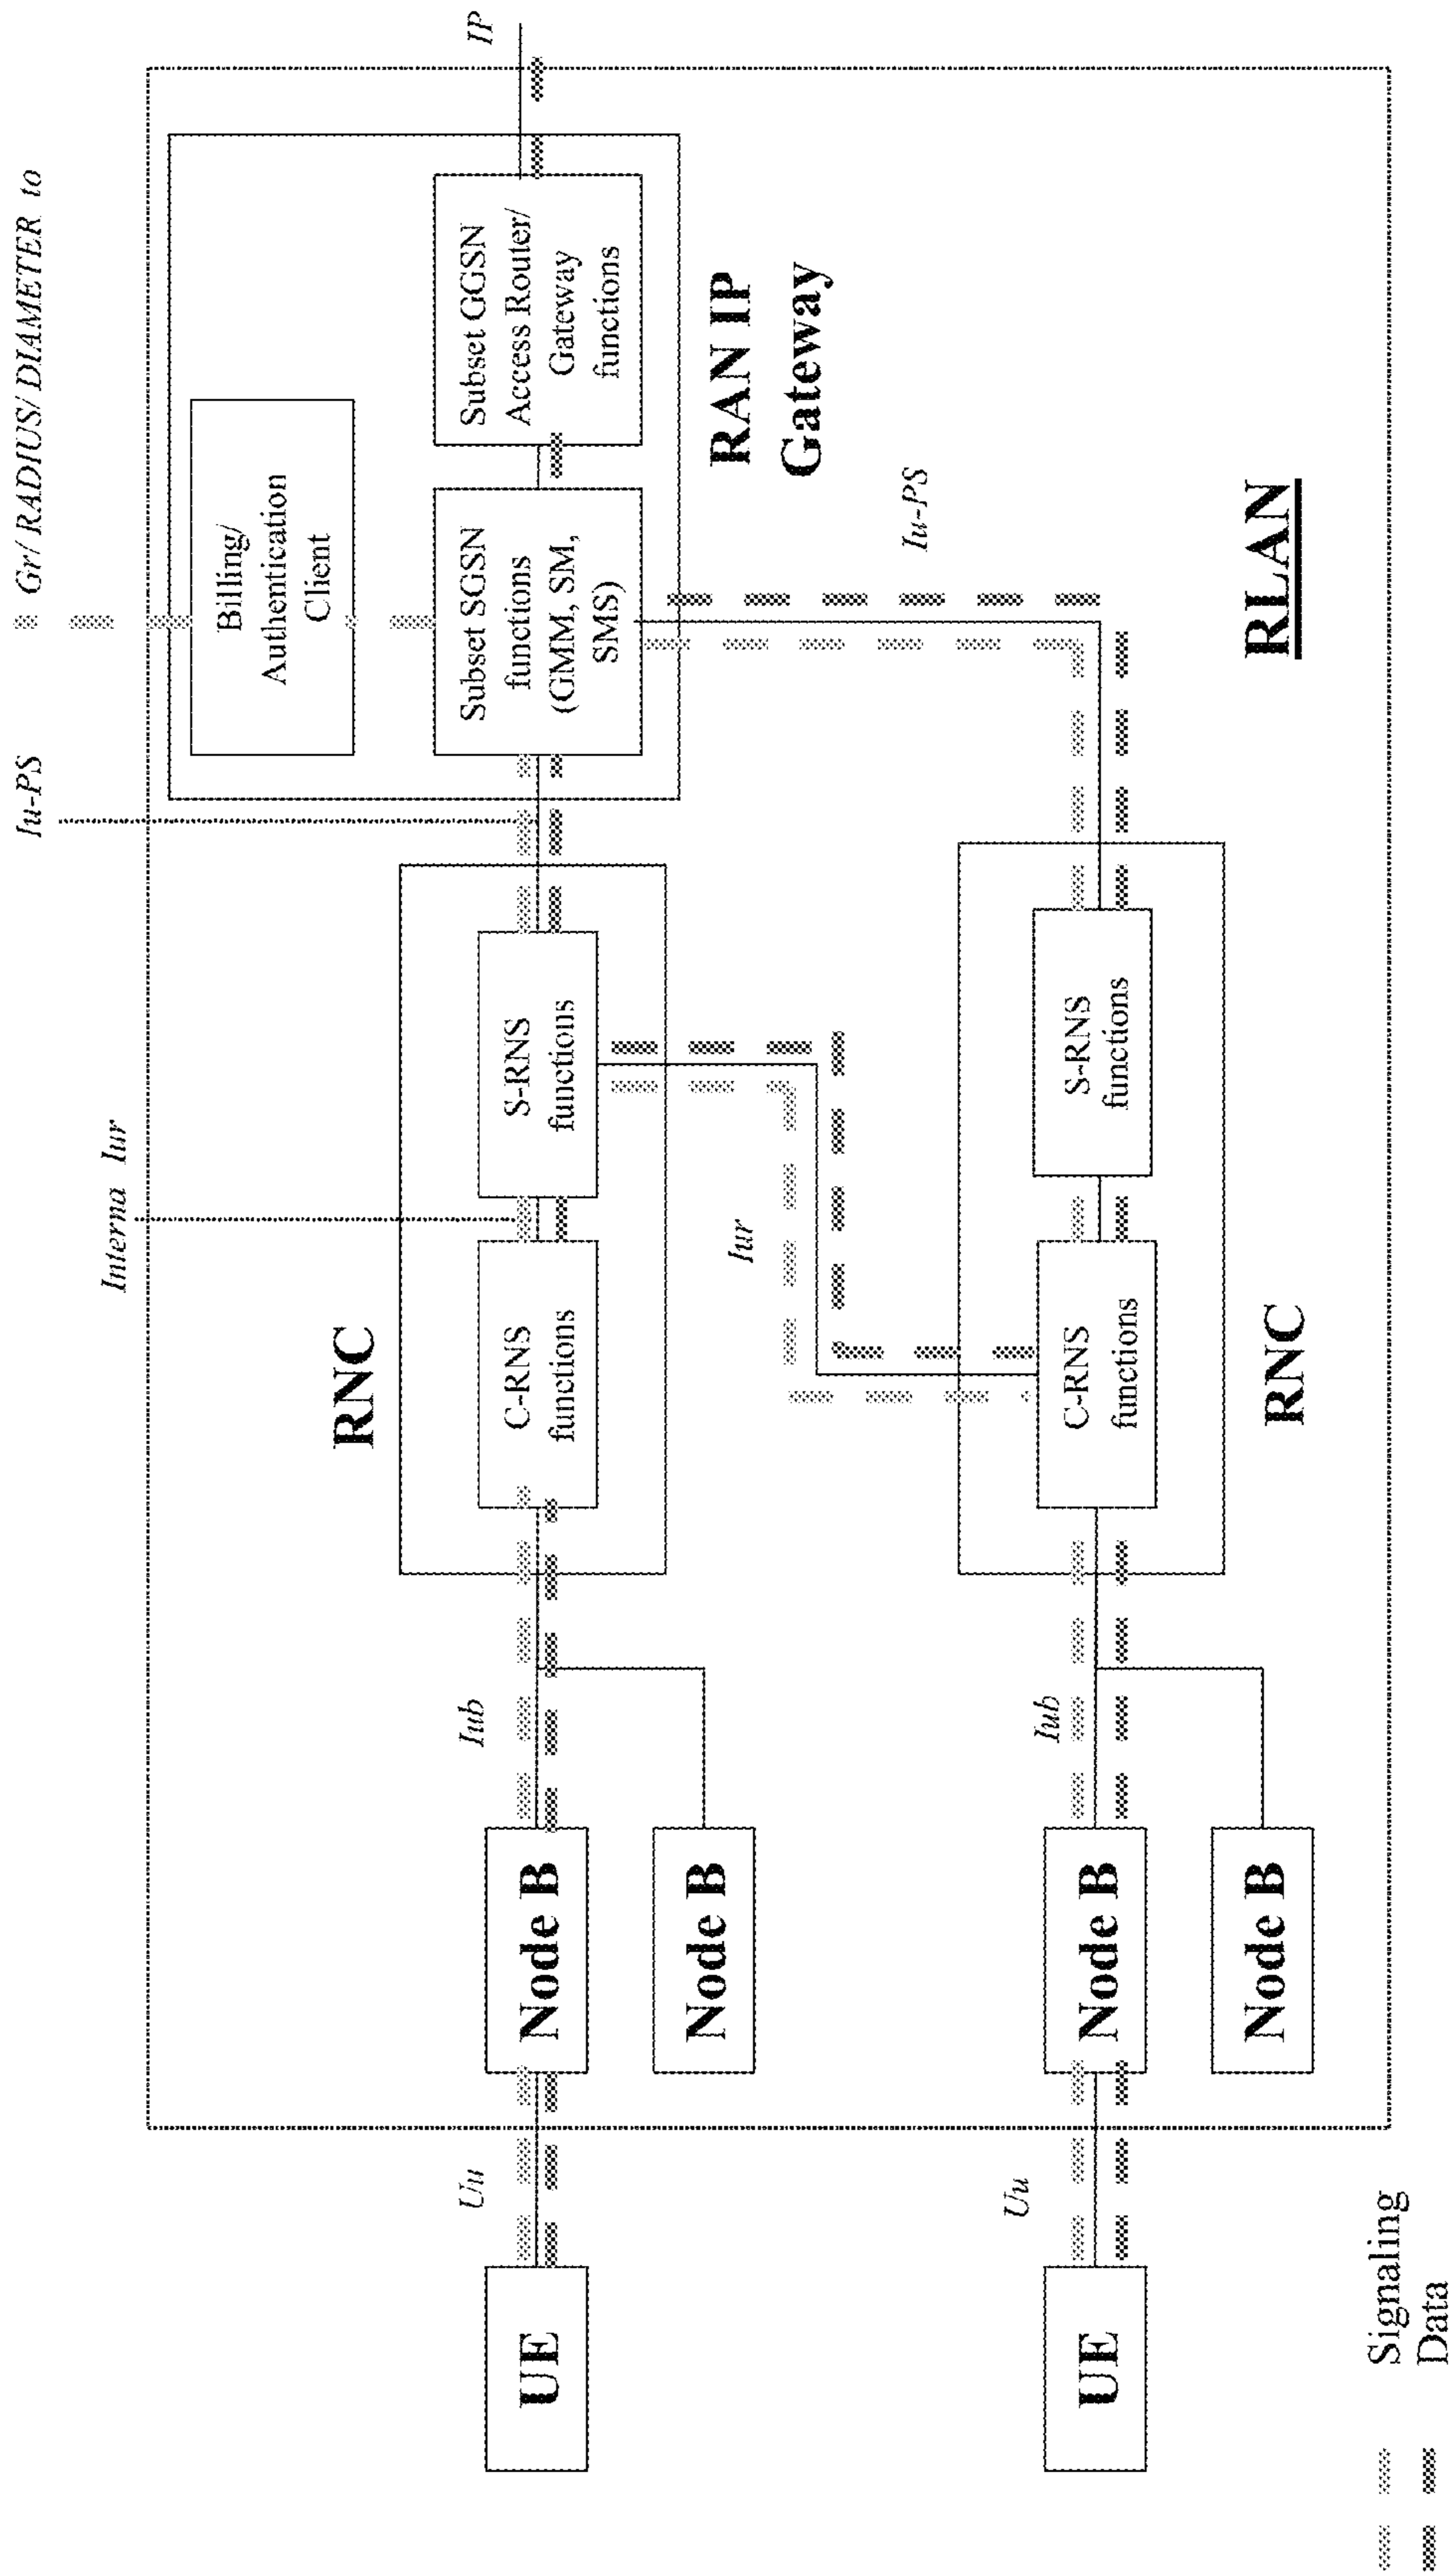 Iu-PS
Gr/ RADIUS/ DIAMETER to
Interna Iur
Billing/
Authentication
Client
IP
RNC
Uu
Iub
UE
Node B
C-RNS
functions
S-RNS
functions
Subset SGSN
functions
(GMM, SM,
SMS)
Subset GGSN
Access Router/
Gateway
functions
Node B
Iur
RAN IP
Gateway
Iu-PS
Uu
Iub
UE
Node B
C-RNS
functions
S-RNS
functions
Node B
RNC
RLAN
Signaling
Data